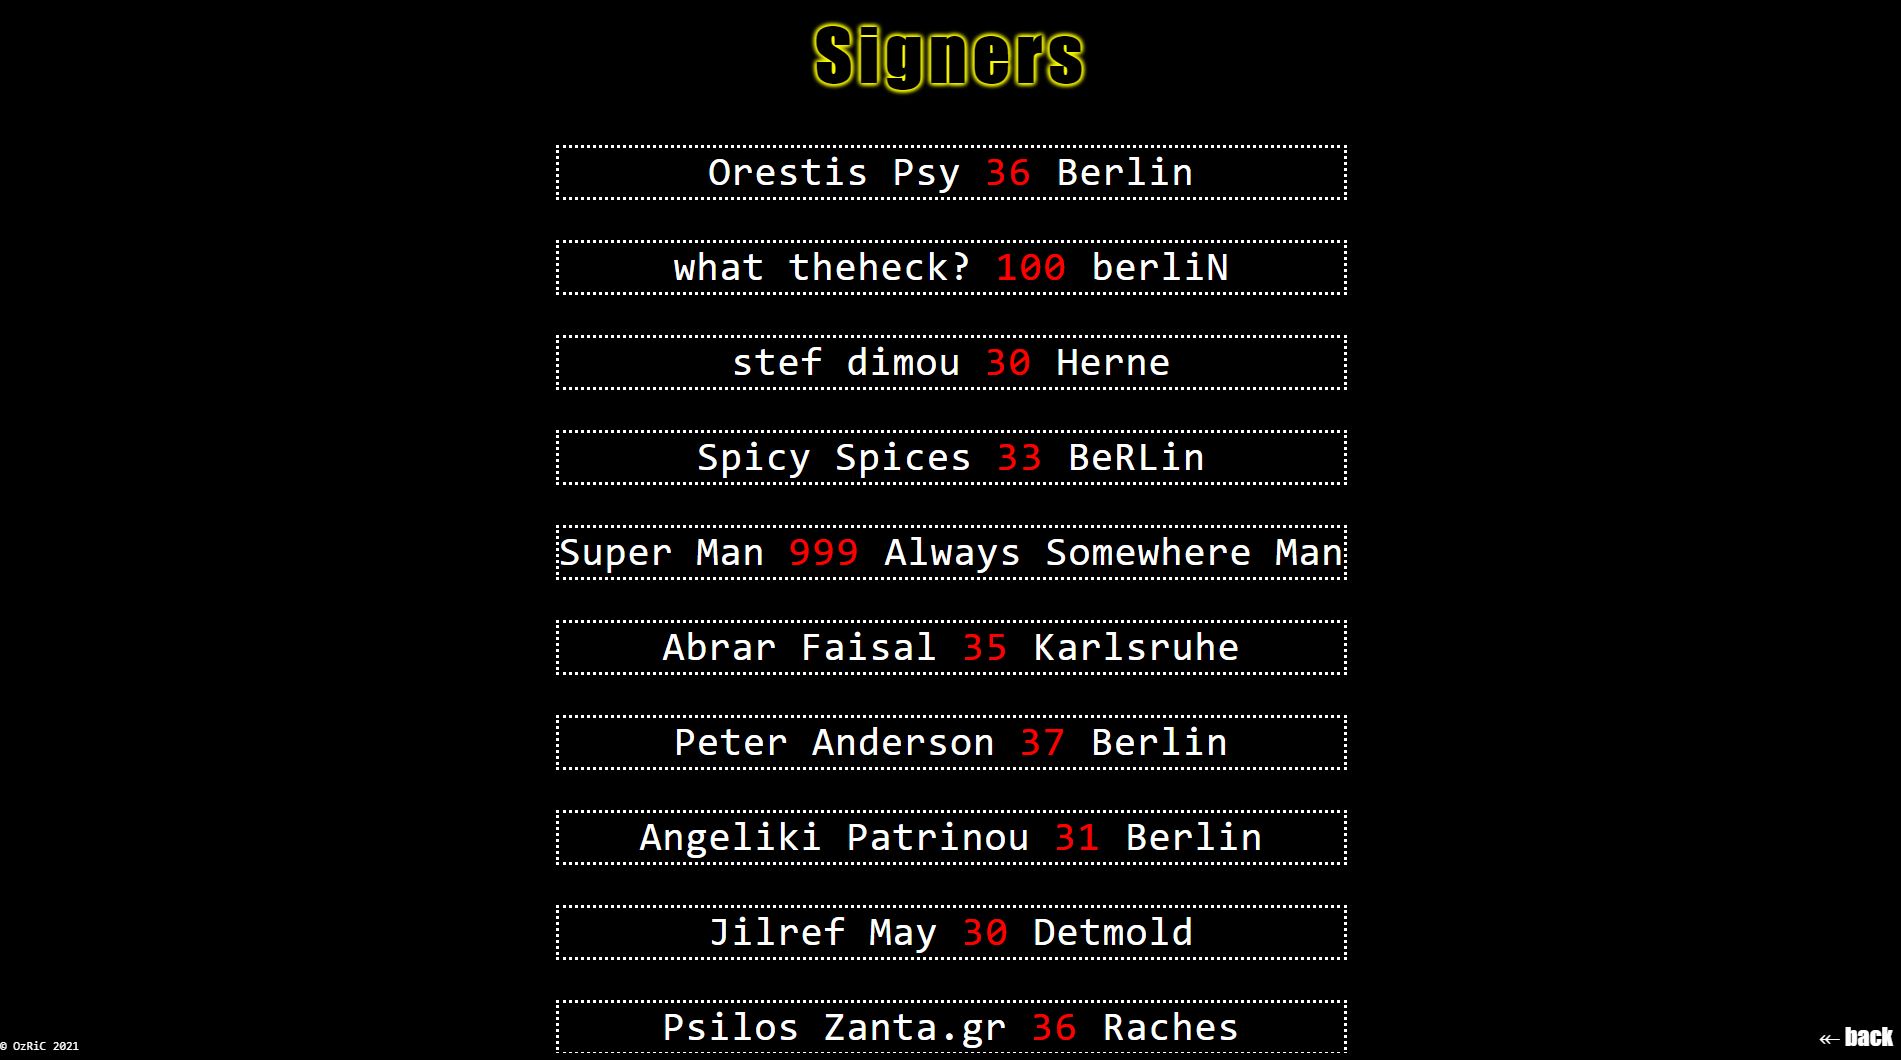 Signers
Orestis Psy 36 Berlin
what theheck? 100 berliN
stef dimou 30 Herne
Spicy Spices 33 BeRLin
Super Man 999 Always Somewhere Man
Abrar Faisal 35 Karlsruhe
Peter Anderson 37 Berlin
Angeliki Patrinou 31 Berlin
Jilref May 30 Detmold
Psilos Zanta.gr 36 Raches
© OzRiC 2021
↞ back